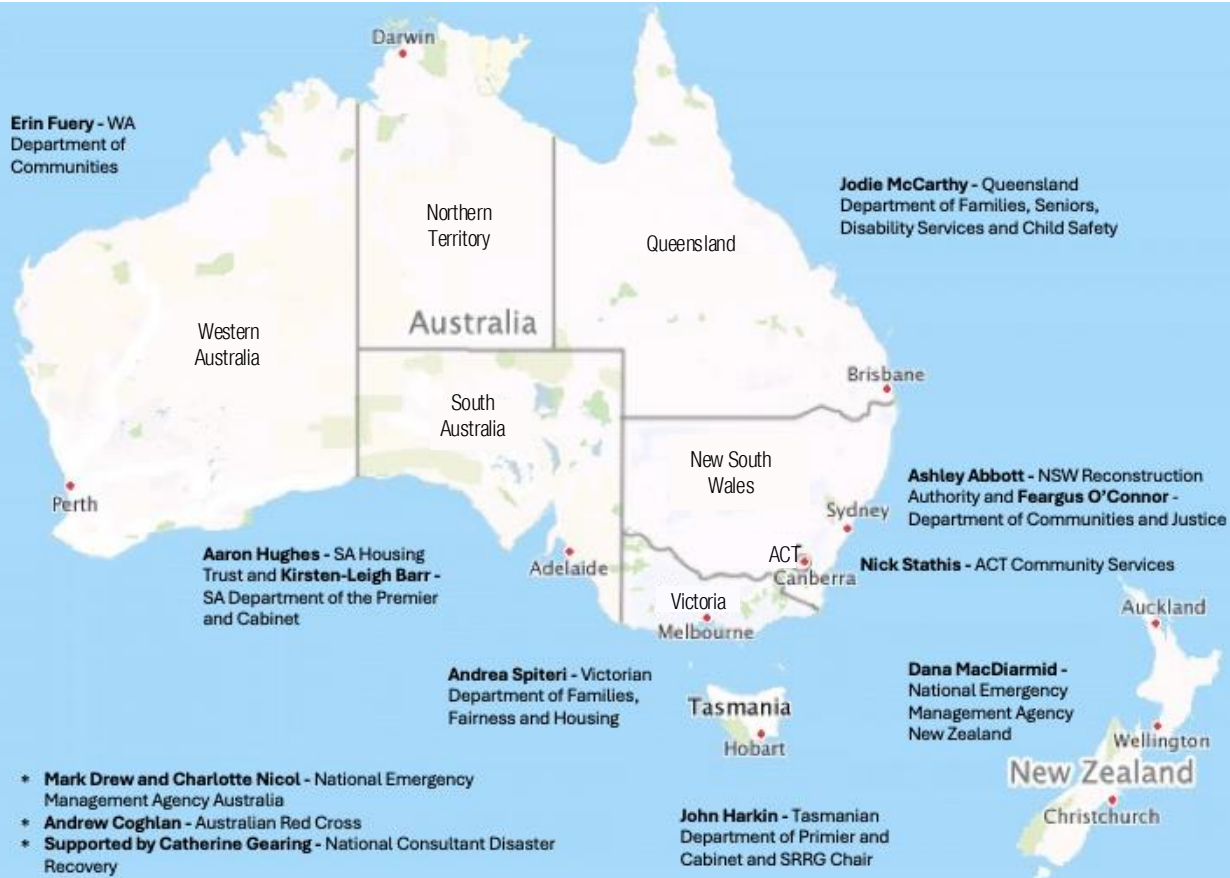 Darwin
Erin Fuery - WA
Department of
Communities
Jodie McCarthy - Queensland
Department of Families, Seniors,
Disability Services and Child Safety
Northern
Territory
Queensland
Australia
Western
Australia
Brisbane
South
Australia
New South
Wales
Perth
Sydney
Ashley Abbott - NSW Reconstruction
Authority and Feargus O’Connor -
Department of Communities and Justice
Aaron Hughes - SA Housing
Trust and Kirsten-Leigh Barr -
SA Department of the Premier
and Cabinet
Adelaide
ACT
Canberra
Nick Stathis - ACT Community Services
Victoria
Melbourne
Auckland
Andrea Spiteri - Victorian
Department of Families,
Fairness and Housing
Tasmania
Hobart
Dana MacDiarmid -
National Emergency
Management Agency
New Zealand
Wellington
New Zealand
Christchurch
* Mark Drew and Charlotte Nicol - National Emergency
Management Agency Australia
* Andrew Coghlan - Australian Red Cross
* Supported by Catherine Gearing - National Consultant Disaster
Recovery
John Harkin - Tasmanian
Department of Primier and
Cabinet and SRRG Chair